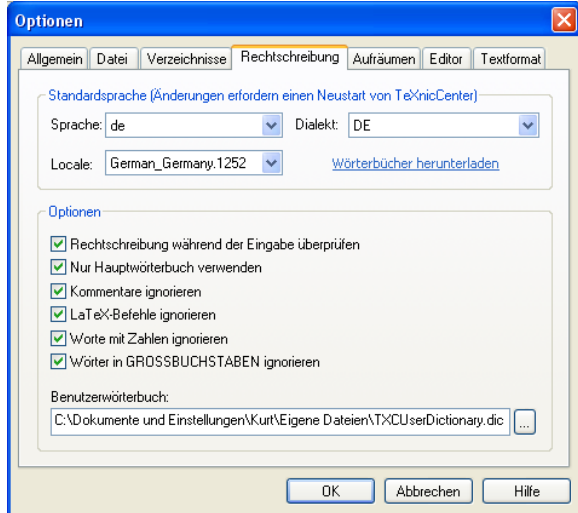 Optionen
Allgemein Datei Verzeichnisse Rechtschreibung Aufräumen Editor Textformat
Standardsprache (Änderungen erfordern einen Neustart von TeXnicCenter)
Sprache: de Dialekt: DE
Locale: German_Germany.1252 Wörterbücher herunterladen
Optionen
Rechtschreibung während der Eingabe überprüfen
Nur Hauptwörterbuch verwenden
Kommentare ignorieren
LaTeX-Befehle ignorieren
Worte mit Zahlen ignorieren
Wörter in GROSSBUCHSTABEN ignorieren
Benutzerwörterbuch:
C:\Dokumente und Einstellungen\Kurt\Eigene Dateien\TXCUserDictionary.dic ...
OK Abbrechen Hilfe